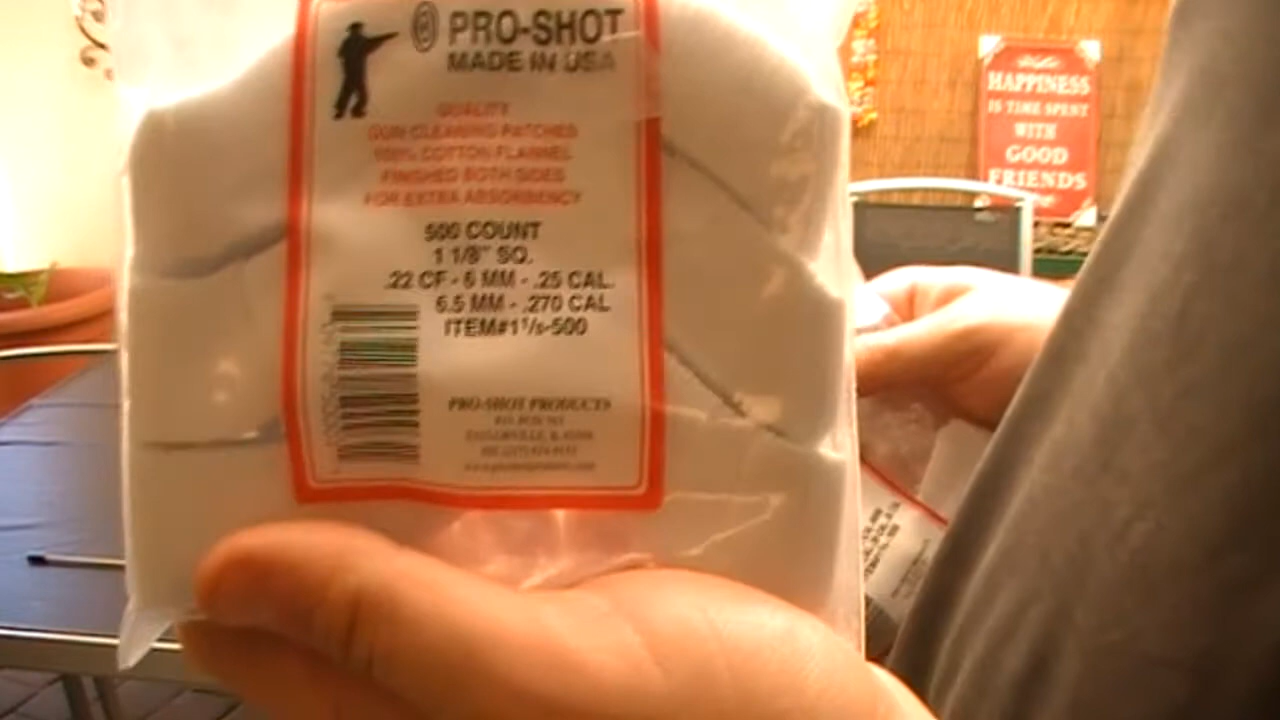 PRO-SHOT
MADE IN USA
QUALITY
GUN CLEANING PATCHES
100% COTTON FLANNEL
FINISHED BOTH SIDES
FOR EXTRA ABSORBENCY
500 COUNT
1 1/8" SQ.
.22 CF - 6 MM - .25 CAL.
6.5 MM - .270 CAL
ITEM#1 1/8-500
PRO-SHOT PRODUCTS
HAPPINESS
IS TIME SPENT
WITH
GOOD
FRIENDS